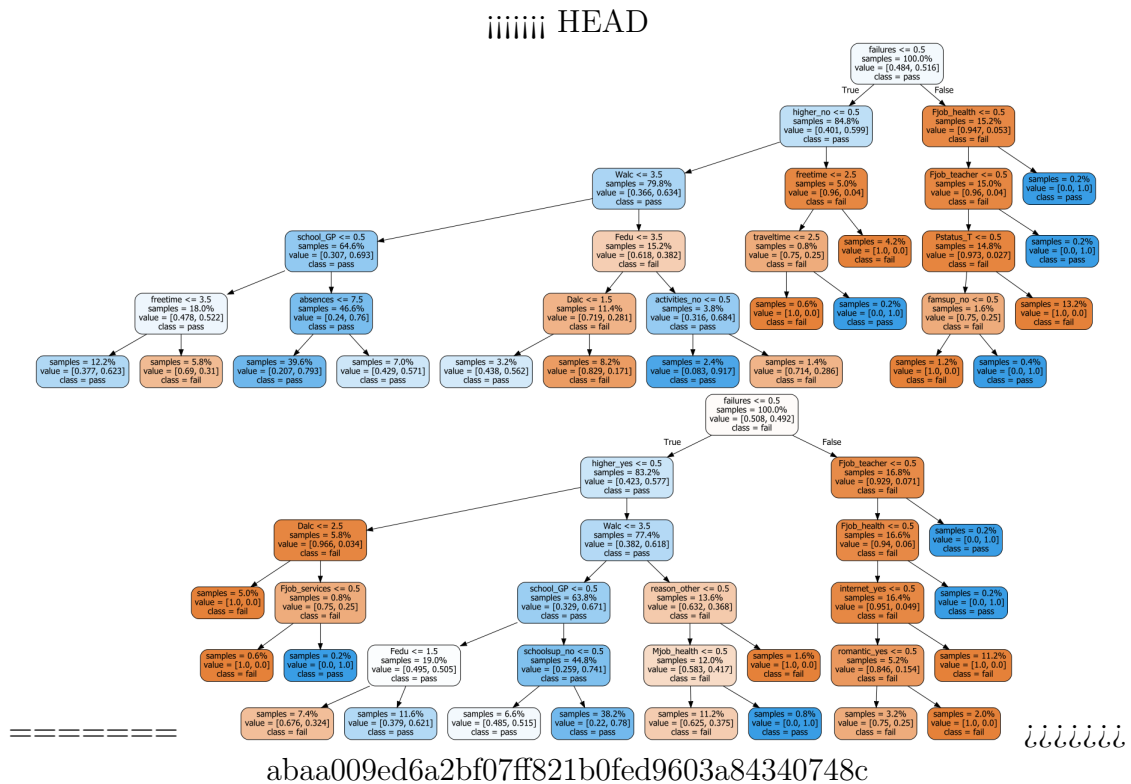 ¡¡¡¡¡¡¡ HEAD
failures <= 0.5
samples = 100.0%
value = [0.484, 0.516]
class = pass
True
False
higher_no <= 0.5
samples = 84.8%
value = [0.401, 0.599]
class = pass
Fjob_health <= 0.5
samples = 15.2%
value = [0.947, 0.053]
class = fail
Walc <= 3.5
samples = 79.8%
value = [0.366, 0.634]
class = pass
freetime <= 2.5
samples = 5.0%
value = [0.96, 0.04]
class = fail
Fjob_teacher <= 0.5
samples = 15.0%
value = [0.96, 0.04]
class = fail
samples = 0.2%
value = [0.0, 1.0]
class = pass
school_GP <= 0.5
samples = 64.6%
value = [0.307, 0.693]
class = pass
Fedu <= 3.5
samples = 15.2%
value = [0.618, 0.382]
class = fail
traveltime <= 2.5
samples = 0.8%
value = [0.75, 0.25]
class = fail
samples = 4.2%
value = [1.0, 0.0]
class = fail
Pstatus_T <= 0.5
samples = 14.8%
value = [0.973, 0.027]
class = fail
samples = 0.2%
value = [0.0, 1.0]
class = pass
freetime <= 3.5
samples = 18.0%
value = [0.478, 0.522]
class = pass
absences <= 7.5
samples = 46.6%
value = [0.24, 0.76]
class = pass
Dalc <= 1.5
samples = 11.4%
value = [0.719, 0.281]
class = fail
activities_no <= 0.5
samples = 3.8%
value = [0.316, 0.684]
class = pass
samples = 0.6%
value = [1.0, 0.0]
class = fail
samples = 0.2%
value = [0.0, 1.0]
class = pass
famsup_no <= 0.5
samples = 1.6%
value = [0.75, 0.25]
class = fail
samples = 13.2%
value = [1.0, 0.0]
class = fail
samples = 12.2%
value = [0.377, 0.623]
class = pass
samples = 5.8%
value = [0.69, 0.31]
class = fail
samples = 39.6%
value = [0.207, 0.793]
class = pass
samples = 7.0%
value = [0.429, 0.571]
class = pass
samples = 3.2%
value = [0.438, 0.562]
class = pass
samples = 8.2%
value = [0.829, 0.171]
class = fail
samples = 2.4%
value = [0.083, 0.917]
class = pass
samples = 1.4%
value = [0.714, 0.286]
class = fail
samples = 1.2%
value = [1.0, 0.0]
class = fail
samples = 0.4%
value = [0.0, 1.0]
class = pass
failures <= 0.5
samples = 100.0%
value = [0.508, 0.492]
class = fail
True
False
higher_yes <= 0.5
samples = 83.2%
value = [0.423, 0.577]
class = pass
Fjob_teacher <= 0.5
samples = 16.8%
value = [0.929, 0.071]
class = fail
Dalc <= 2.5
samples = 5.8%
value = [0.966, 0.034]
class = fail
Walc <= 3.5
samples = 77.4%
value = [0.382, 0.618]
class = pass
Fjob_health <= 0.5
samples = 16.6%
value = [0.94, 0.06]
class = fail
samples = 0.2%
value = [0.0, 1.0]
class = pass
samples = 5.0%
value = [1.0, 0.0]
class = fail
Fjob_services <= 0.5
samples = 0.8%
value = [0.75, 0.25]
class = fail
school_GP <= 0.5
samples = 63.8%
value = [0.329, 0.671]
class = pass
reason_other <= 0.5
samples = 13.6%
value = [0.632, 0.368]
class = fail
internet_yes <= 0.5
samples = 16.4%
value = [0.951, 0.049]
class = fail
samples = 0.2%
value = [0.0, 1.0]
class = pass
samples = 0.6%
value = [1.0, 0.0]
class = fail
samples = 0.2%
value = [0.0, 1.0]
class = pass
Fedu <= 1.5
samples = 19.0%
value = [0.495, 0.505]
class = pass
schoolsup_no <= 0.5
samples = 44.8%
value = [0.259, 0.741]
class = pass
Mjob_health <= 0.5
samples = 12.0%
value = [0.583, 0.417]
class = fail
samples = 1.6%
value = [1.0, 0.0]
class = fail
romantic_yes <= 0.5
samples = 5.2%
value = [0.846, 0.154]
class = fail
samples = 11.2%
value = [1.0, 0.0]
class = fail
samples = 7.4%
value = [0.676, 0.324]
class = fail
samples = 11.6%
value = [0.379, 0.621]
class = pass
samples = 6.6%
value = [0.485, 0.515]
class = pass
samples = 38.2%
value = [0.22, 0.78]
class = pass
samples = 11.2%
value = [0.625, 0.375]
class = fail
samples = 0.8%
value = [0.0, 1.0]
class = pass
samples = 3.2%
value = [0.75, 0.25]
class = fail
samples = 2.0%
value = [1.0, 0.0]
class = fail
=======
¿¿¿¿¿¿¿
abaa009ed6a2bf07ff821b0fed9603a84340748c